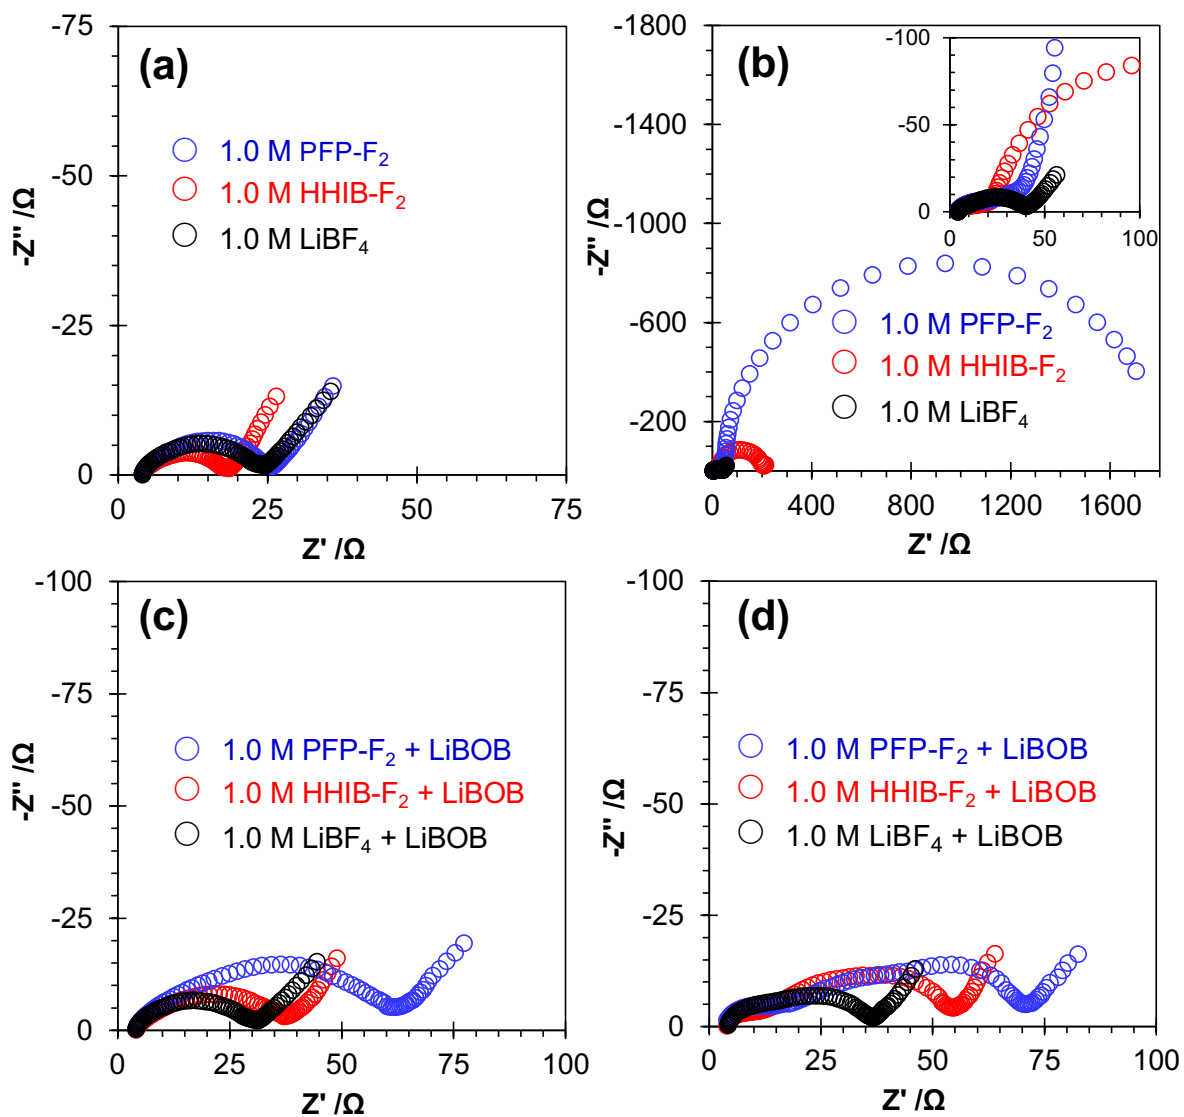 (a)
-Z'' /Ω
-75
-50
-25
0
1.0 M PFP-F₂
1.0 M HHIB-F₂
1.0 M LiBF₄
0 25 50 75
Z' /Ω
(b)
-Z'' /Ω
-1800
-1400
-1000
-600
-200
-100
-50
0
0 50 100
1.0 M PFP-F₂
1.0 M HHIB-F₂
1.0 M LiBF₄
0 400 800 1200 1600
Z' /Ω
(c)
-Z'' /Ω
-100
-75
-50
-25
0
1.0 M PFP-F₂ + LiBOB
1.0 M HHIB-F₂ + LiBOB
1.0 M LiBF₄ + LiBOB
0 25 50 75 100
Z' /Ω
(d)
-Z'' /Ω
-100
-75
-50
-25
0
1.0 M PFP-F₂ + LiBOB
1.0 M HHIB-F₂ + LiBOB
1.0 M LiBF₄ + LiBOB
0 25 50 75 100
Z' /Ω